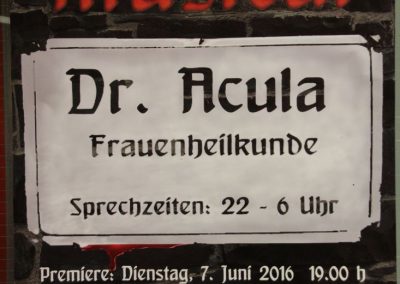 Dr. Acula
Frauenheilkunde
Sprechzeiten: 22 - 6 Uhr
Premiere: Dienstag, 7. Juni 2016 19.00 h